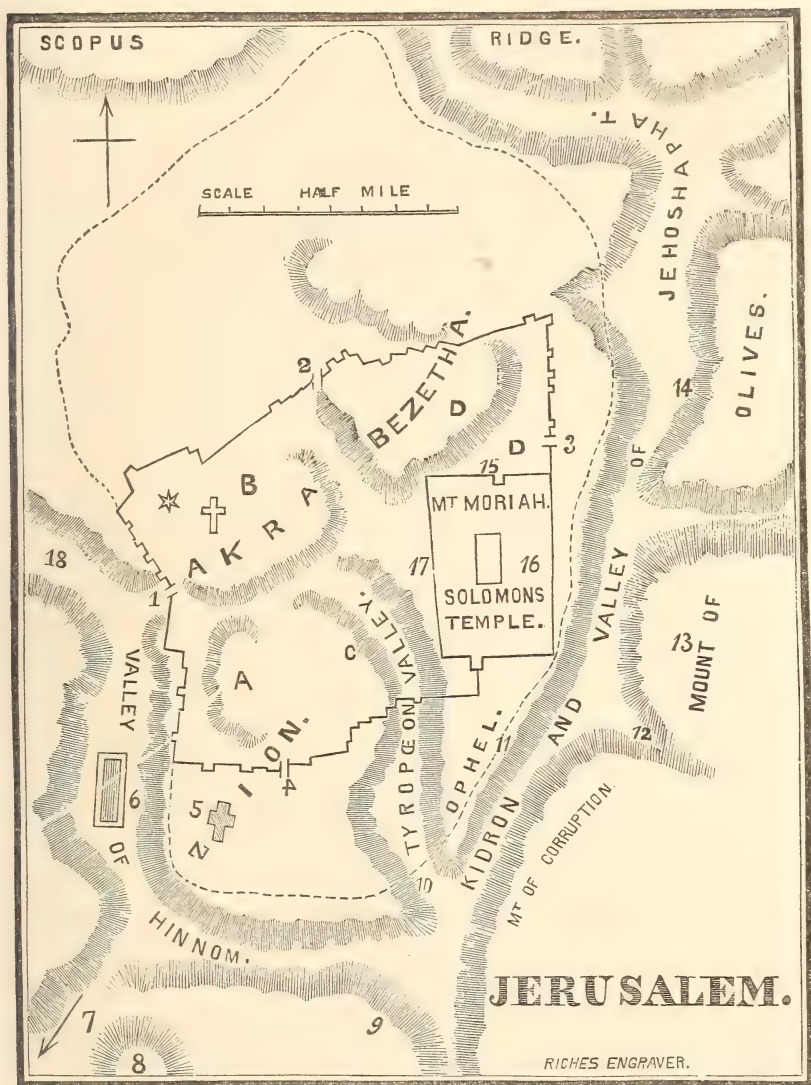 SCOPUS RIDGE.
JEHOSHAPHAT.
SCALE HALF MILE
OLIVES.
14
BEZETHA.
2
D
D
3
OF
15
MT MORIAH.
B
AKRA
18
17
16
SOLOMONS
TEMPLE.
1
VALLEY
A
C
TYROPEON VALLEY.
VALLEY
13
MOUNT OF
12
11
OPHEL.
AND
KIDRON
ZION.
4
5
6
OF
MT OF CORRUPTION
10
HINNOM.
JERUSALEM.
7
8
9
RICHES ENGRAVER.